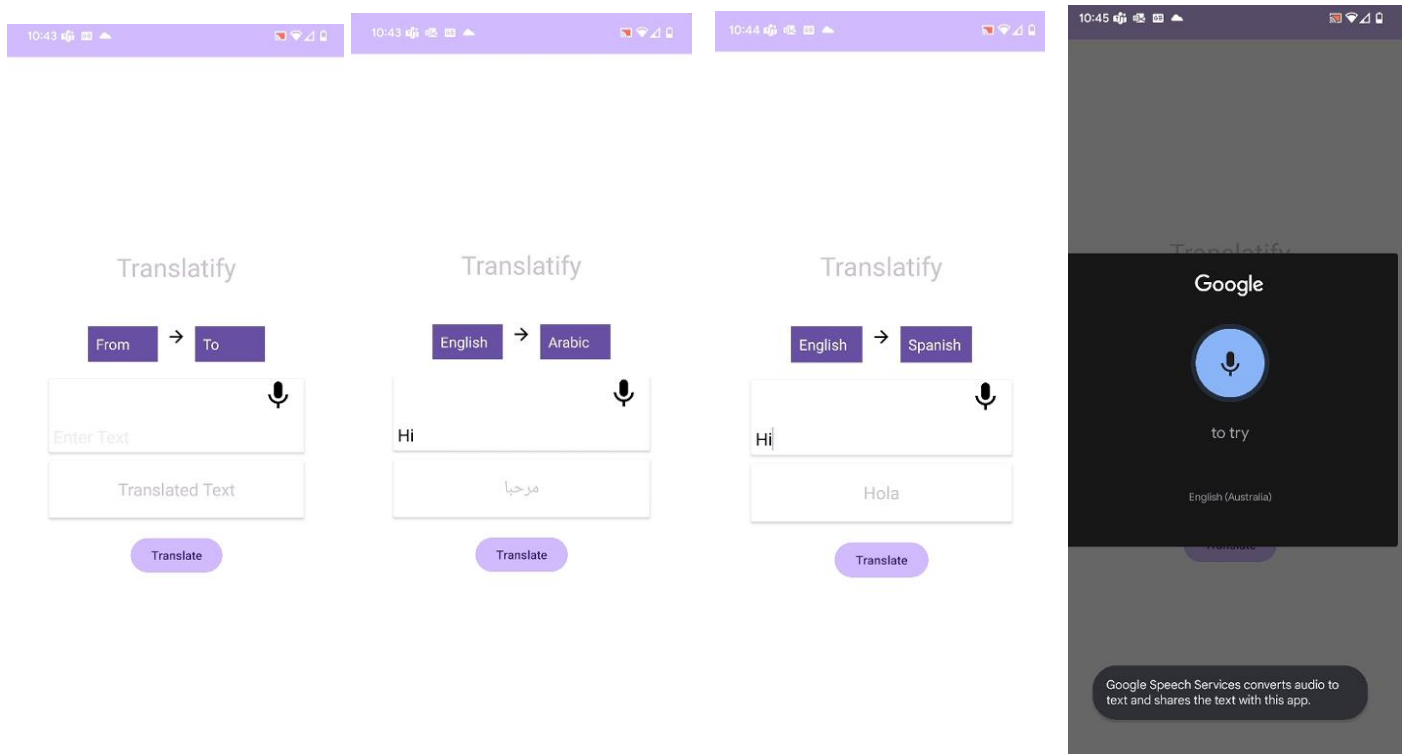 10:43
Translatify
From
To
Enter Text
Translated Text
Translate
10:43
Translatify
English
Arabic
Hi
مرحبا
Translate
10:44
Translatify
English
Spanish
Hi
Hola
Translate
10:45
Translatify
Google
to try
English (Australia)
Translate
Google Speech Services converts audio to
text and shares the text with this app.